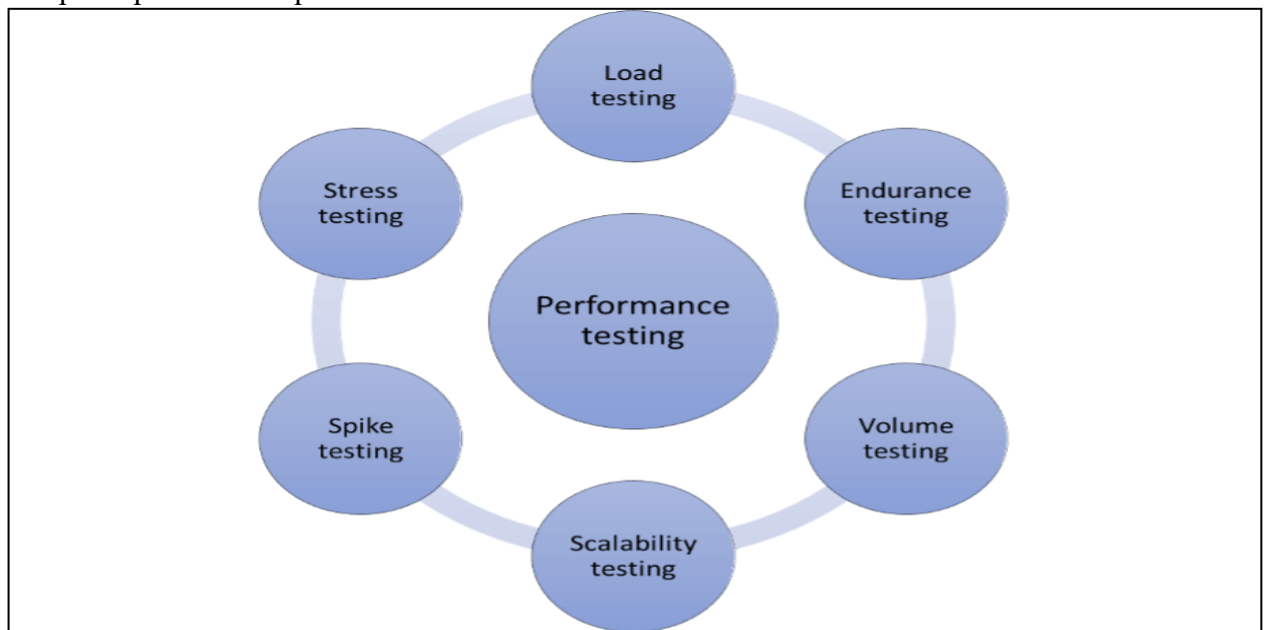 Load
testing
Endurance
testing
Volume
testing
Scalability
testing
Spike
testing
Stress
testing
Performance
testing